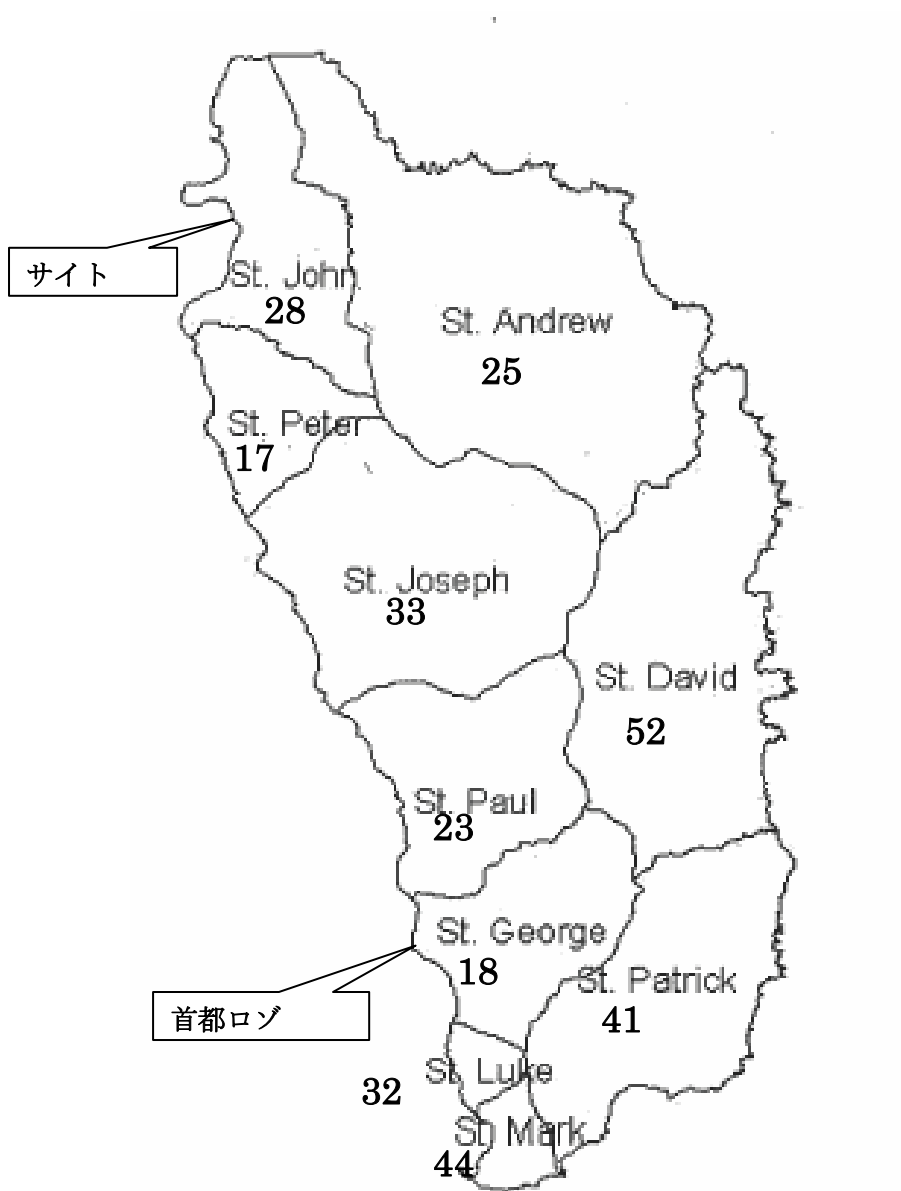 サイト
St. John
28
St. Andrew
25
St. Peter
17
St. Joseph
33
St. David
52
St. Paul
23
St. George
18
St. Patrick
41
首都ロゾ
St. Luke
32
St. Mark
44